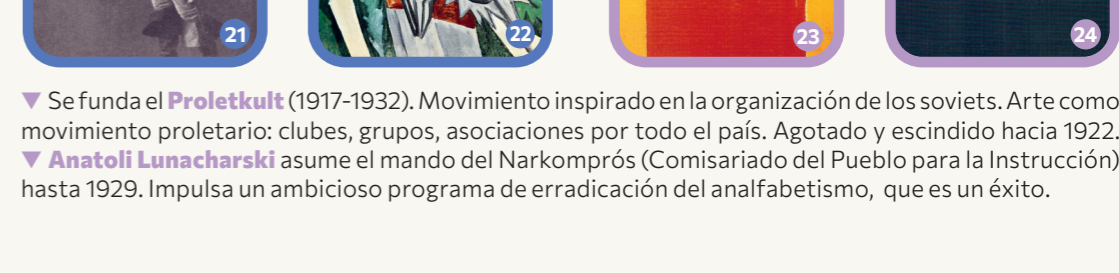 21
22
23
24
▼ Se funda el Proletkult (1917-1932). Movimiento inspirado en la organización de los soviets. Arte como
movimiento proletario: clubes, grupos, asociaciones por todo el país. Agotado y escindido hacia 1922.
▼ Anatoli Lunacharski asume el mando del Narkomprós (Comisariado del Pueblo para la Instrucción)
hasta 1929. Impulsa un ambicioso programa de erradicación del analfabetismo, que es un éxito.